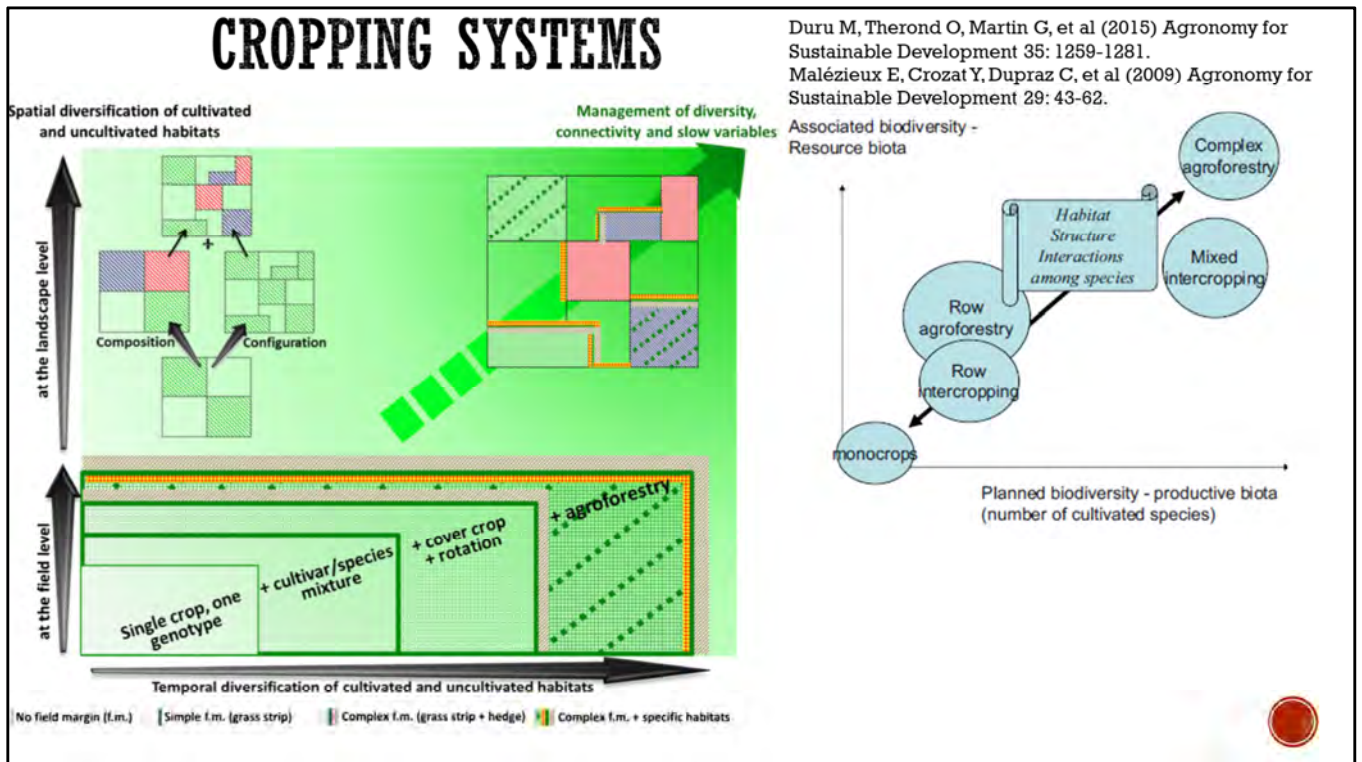 CROPPING SYSTEMS
Duru M, Therond O, Martin G, et al (2015) Agronomy for
Sustainable Development 35: 1259-1281.
Malézieux E, Crozat Y, Dupraz C, et al (2009) Agronomy for
Sustainable Development 29: 43-62.
Spatial diversification of cultivated
and uncultivated habitats
Management of diversity,
connectivity and slow variables
at the landscape level
+
Composition
Configuration
at the field level
Single crop, one
genotype
+ cultivar/species
mixture
+ cover crop
+ rotation
+ agroforestry
Temporal diversification of cultivated and uncultivated habitats
No field margin (f.m.)
Simple f.m. (grass strip)
Complex f.m. (grass strip + hedge)
Complex f.m. + specific habitats
Associated biodiversity -
Resource biota
Complex
agroforestry
Habitat
Structure
Interactions
among species
Mixed
intercropping
Row
agroforestry
Row
intercropping
monocrops
Planned biodiversity - productive biota
(number of cultivated species)